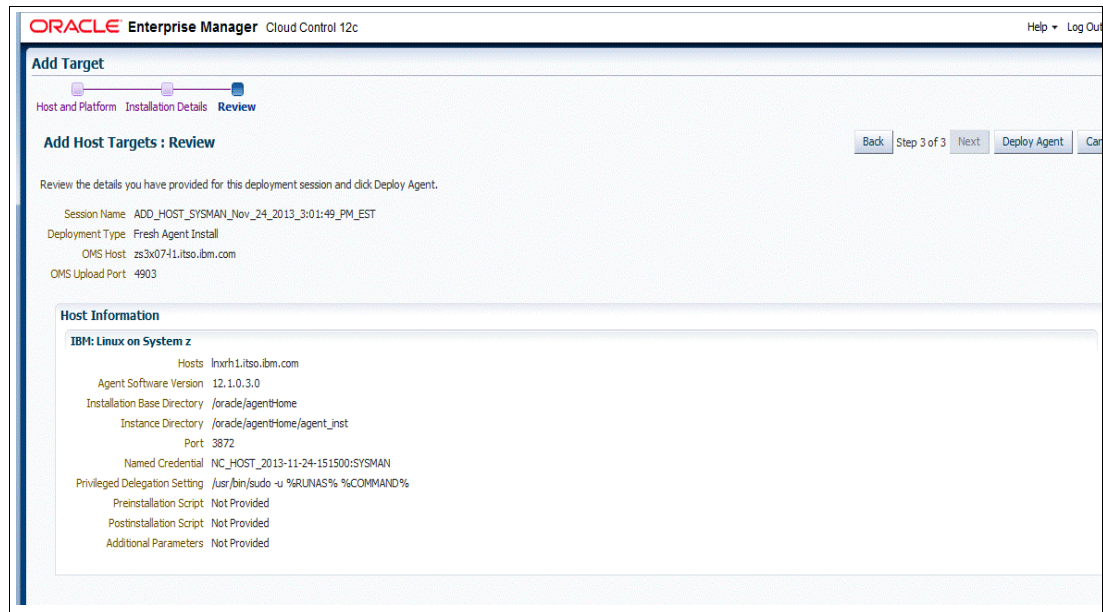 ORACLE Enterprise Manager Cloud Control 12c Help Log Out
Add Target
Host and Platform Installation Details Review
Add Host Targets : Review Back Step 3 of 3 Next Deploy Agent
Review the details you have provided for this deployment session and click Deploy Agent.
Session Name ADD_HOST_SYSMAN_Nov_24_2013_3:01:49_PM_EST
Deployment Type Fresh Agent Install
OMS Host zs3x07-l1.itso.ibm.com
OMS Upload Port 4903
Host Information
IBM: Linux on System z
Hosts lnxrh1.itso.ibm.com
Agent Software Version 12.1.0.3.0
Installation Base Directory /oracle/agentHome
Instance Directory /oracle/agentHome/agent_inst
Port 3872
Named Credential NC_HOST_2013-11-24-151500:SYSMAN
Privileged Delegation Setting /usr/bin/sudo -u %RUNAS% %COMMAND%
Preinstallation Script Not Provided
Postinstallation Script Not Provided
Additional Parameters Not Provided